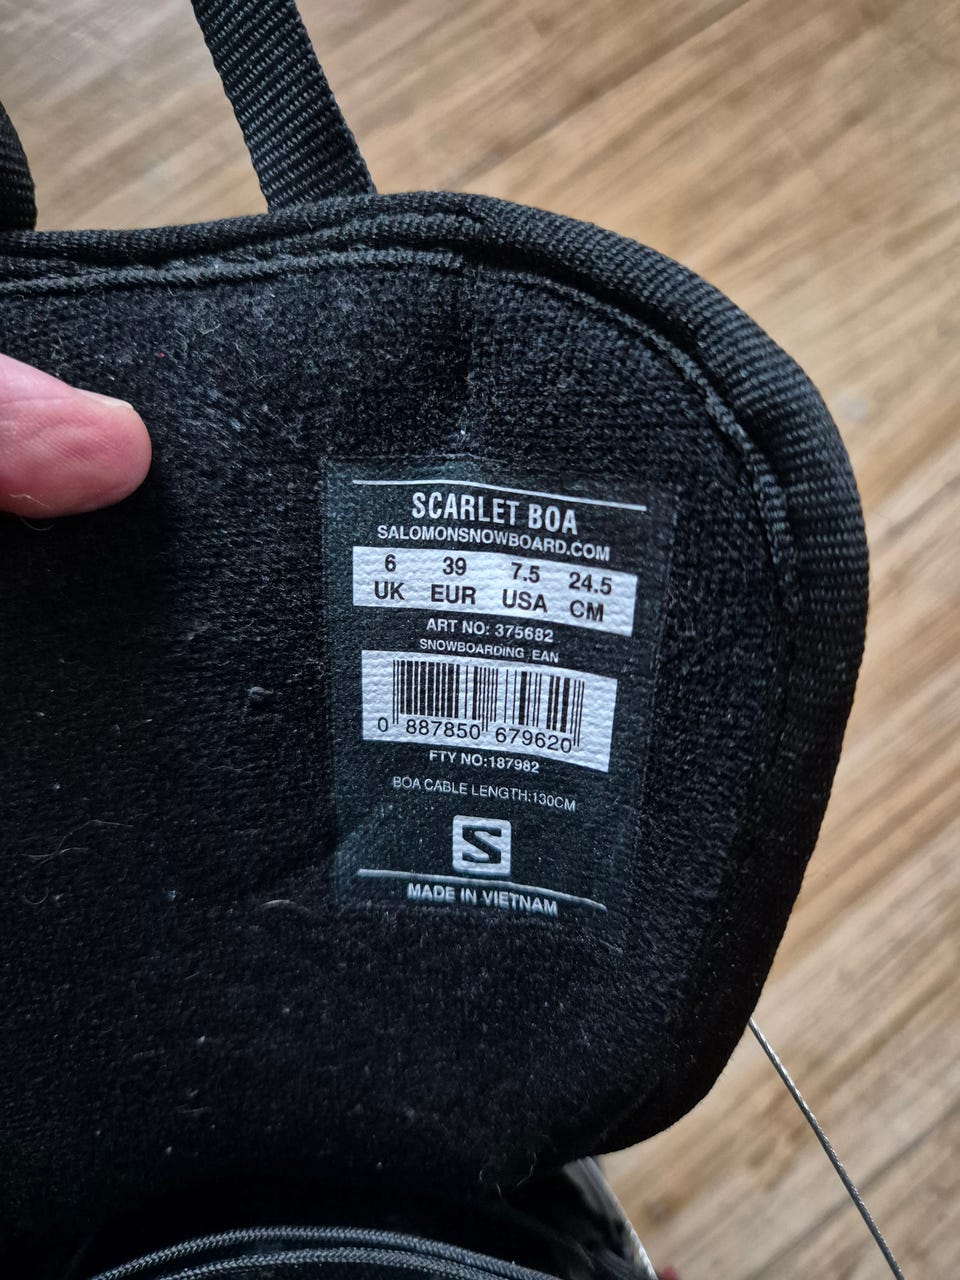 SCARLET BOA
SALOMONSNOWBOARD.COM
6 39 7.5 24.5
UK EUR USA CM
ART NO: 375682
SNOWBOARDING EAN
0 887850 679620
FTY NO:187982
BOA CABLE LENGTH:130CM
S
MADE IN VIETNAM